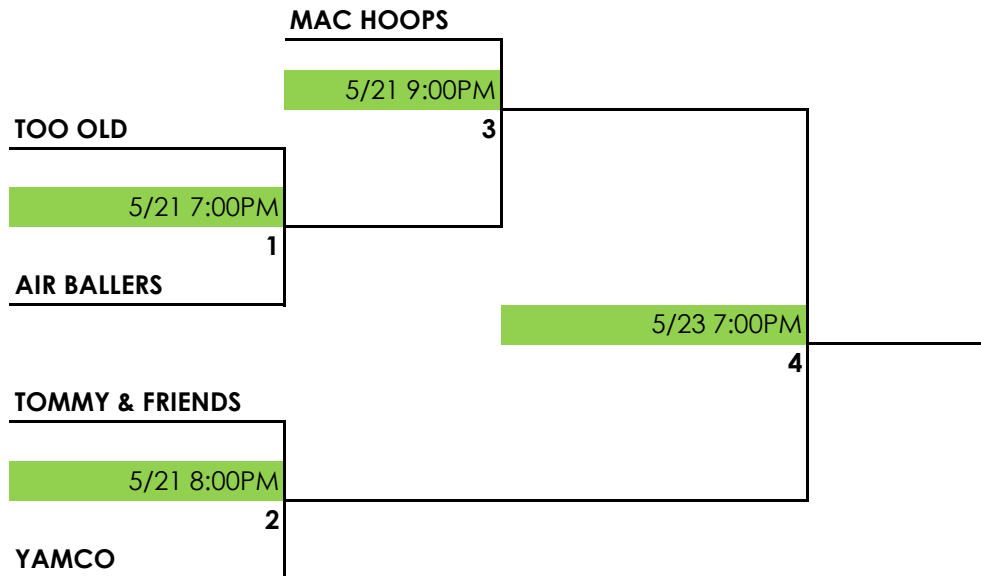 MAC HOOPS
5/21 9:00PM
3
TOO OLD
5/21 7:00PM
1
AIR BALLERS
5/23 7:00PM
4
TOMMY & FRIENDS
5/21 8:00PM
2
YAMCO